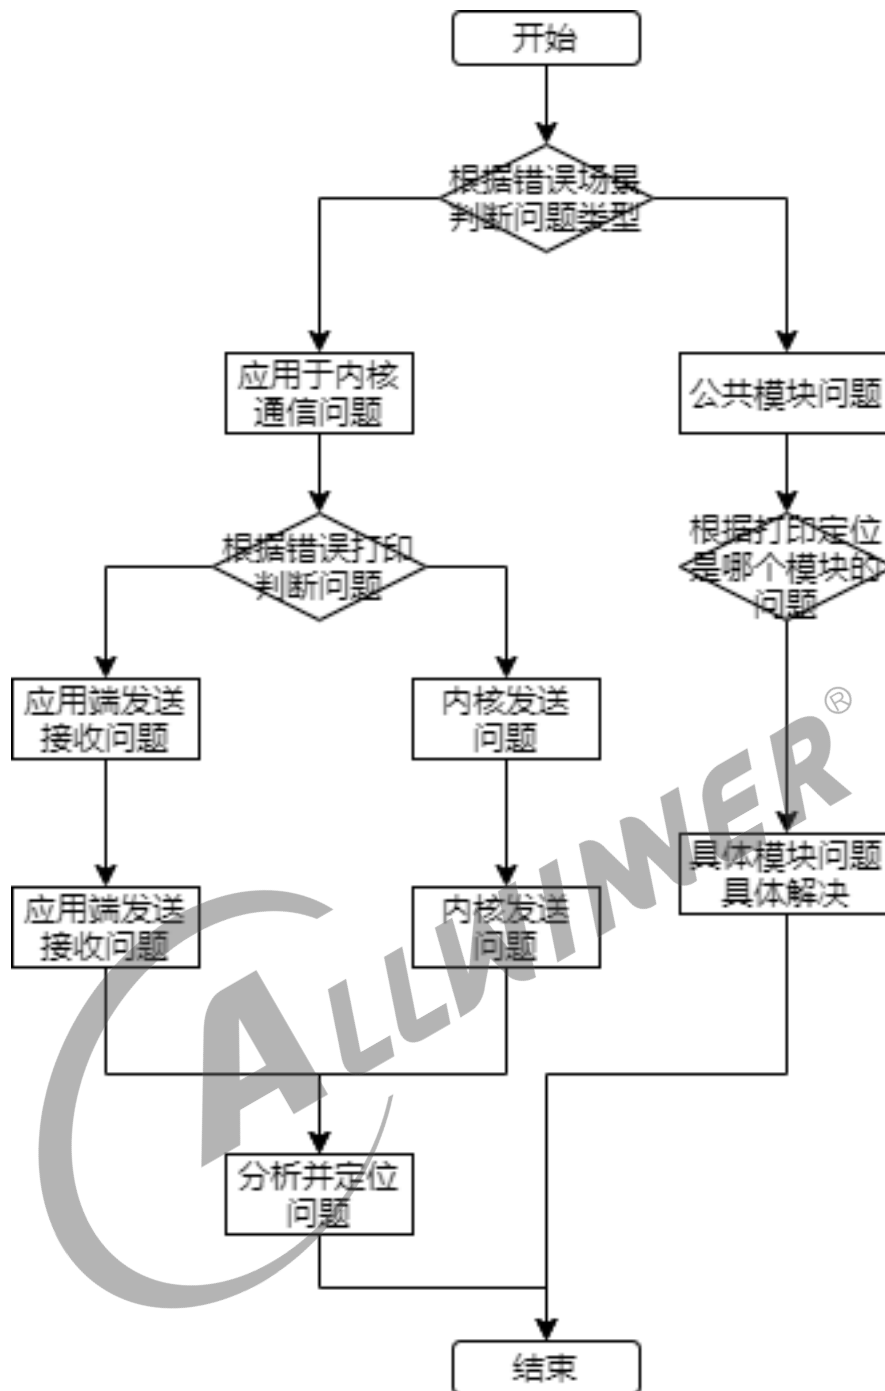 开始
根据错误场景
判断问题类型
应用于内核
通信问题
公共模块问题
根据错误打印
判断问题
根据打印定位
是哪个模块的
问题
应用端发送
接收问题
内核发送
问题
具体模块问题
具体解决
应用端发送
接收问题
内核发送
问题
ALLWINNER®
分析并定位
问题
结束